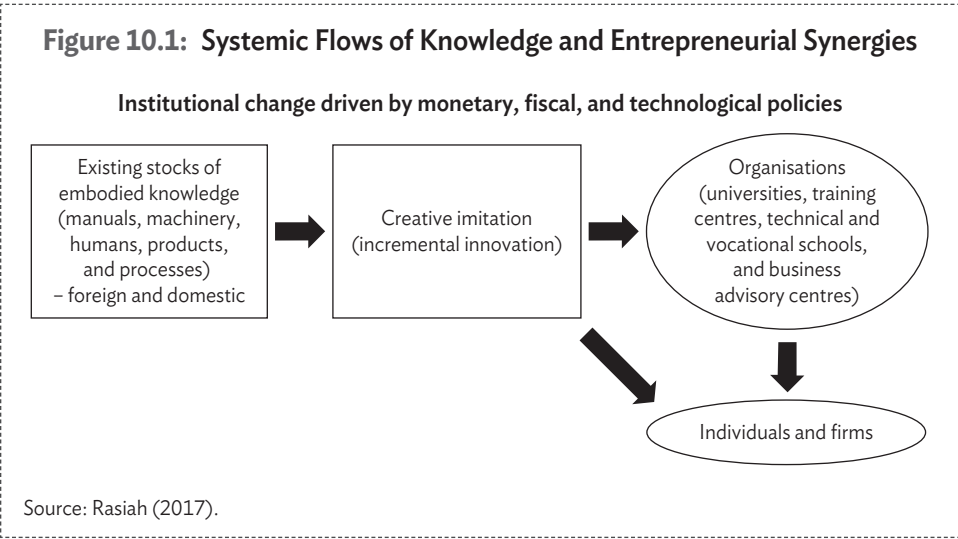 Figure 10.1: Systemic Flows of Knowledge and Entrepreneurial Synergies
Institutional change driven by monetary, fiscal, and technological policies
Existing stocks of
embodied knowledge
(manuals, machinery,
humans, products,
and processes)
– foreign and domestic
Creative imitation
(incremental innovation)
Organisations
(universities, training
centres, technical and
vocational schools,
and business
advisory centres)
Individuals and firms
Source: Rasiah (2017).